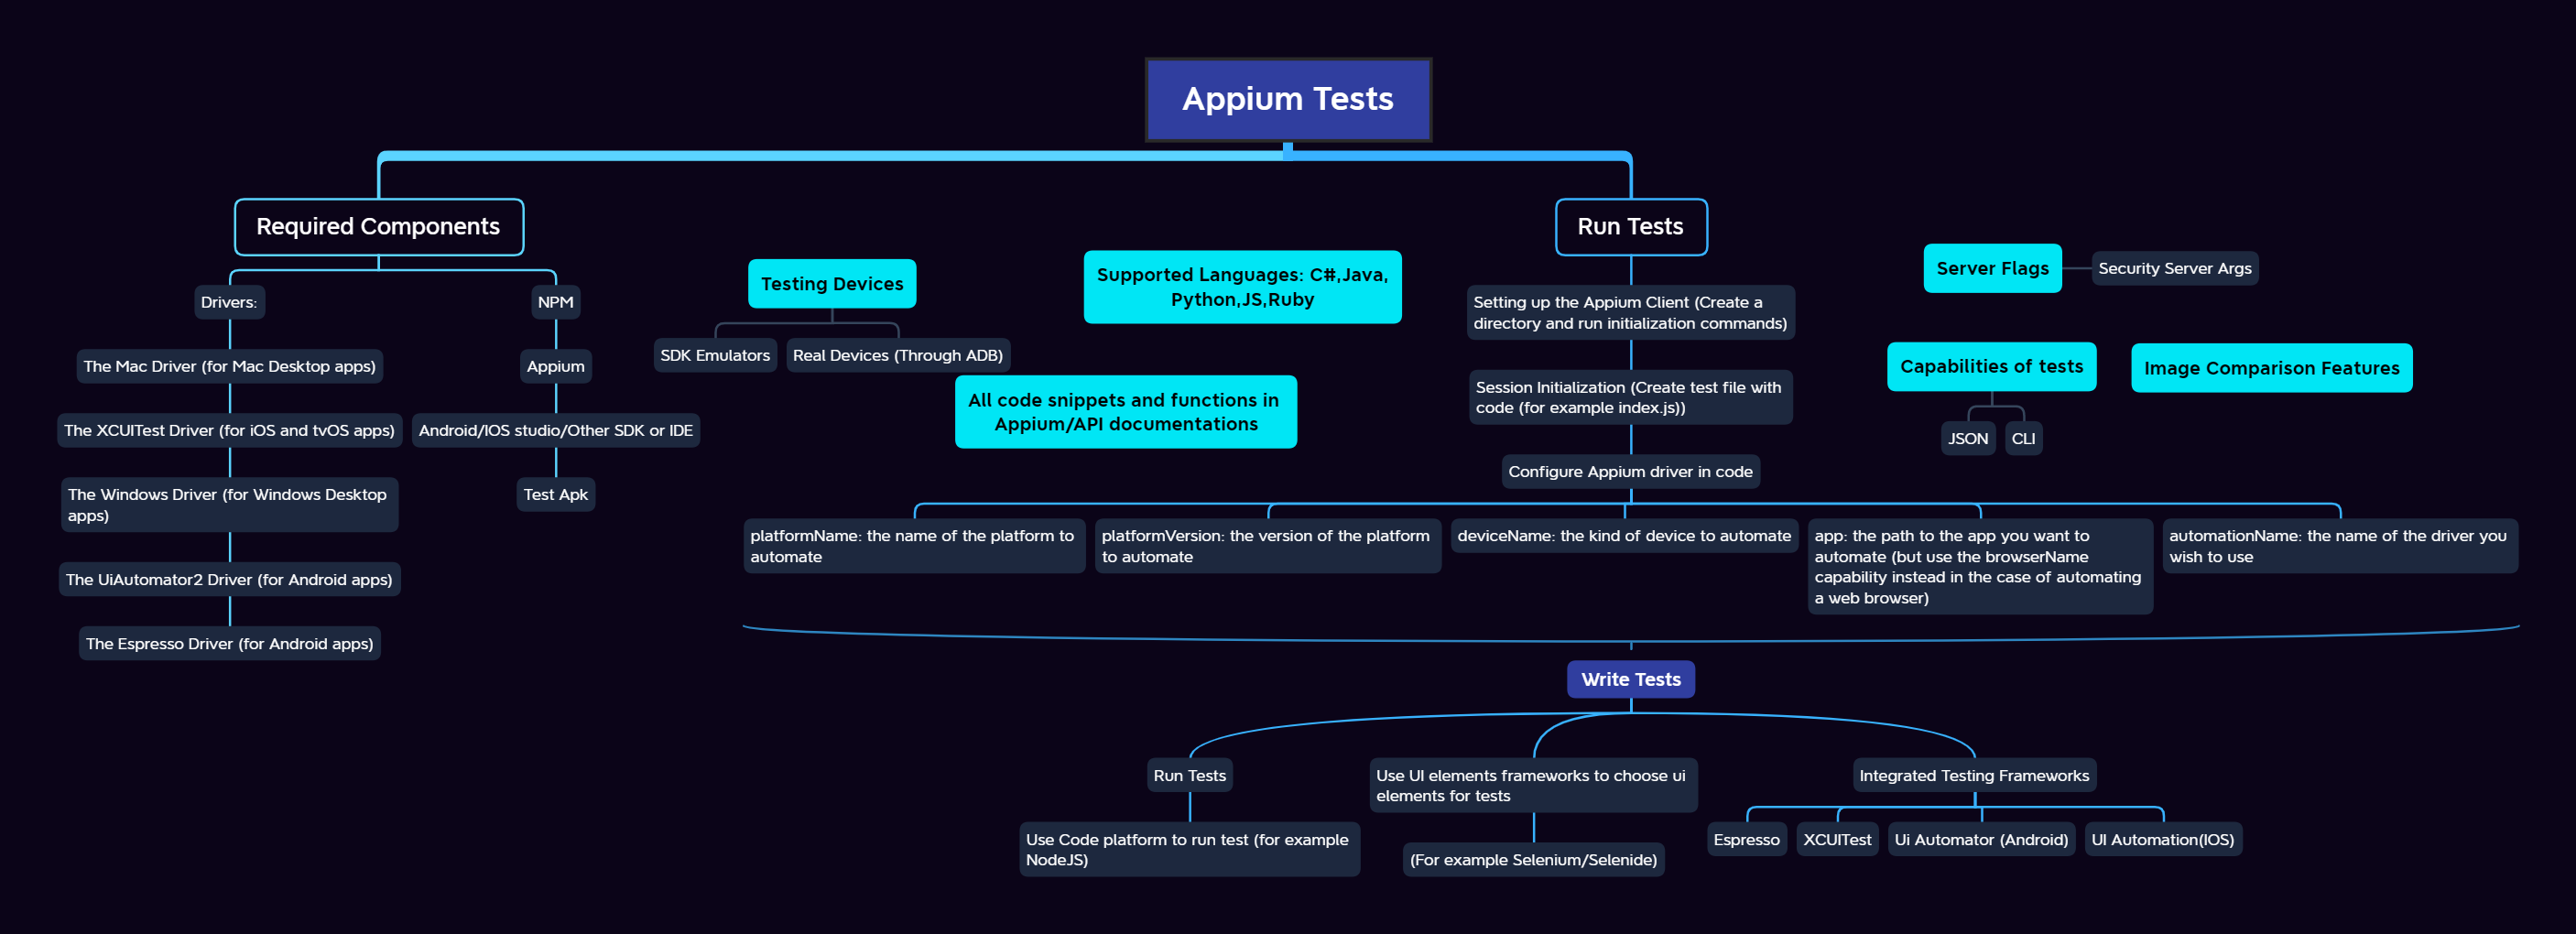 Appium Tests
Required Components
Drivers:
The Mac Driver (for Mac Desktop apps)
The XCUITest Driver (for iOS and tvOS apps)
The Windows Driver (for Windows Desktop
apps)
The UiAutomator2 Driver (for Android apps)
The Espresso Driver (for Android apps)
NPM
Appium
Android/IOS studio/Other SDK or IDE
Test Apk
Testing Devices
SDK Emulators
Real Devices (Through ADB)
Supported Languages: C#,Java,
Python,JS,Ruby
All code snippets and functions in
Appium/API documentations
Run Tests
Setting up the Appium Client (Create a
directory and run initialization commands)
Session Initialization (Create test file with
code (for example index.js))
Configure Appium driver in code
Server Flags
Security Server Args
Capabilities of tests
JSON
CLI
Image Comparison Features
platformName: the name of the platform to
automate
platformVersion: the version of the platform
to automate
deviceName: the kind of device to automate
app: the path to the app you want to
automate (but use the browserName
capability instead in the case of automating
a web browser)
automationName: the name of the driver you
wish to use
Write Tests
Run Tests
Use Code platform to run test (for example
NodeJS)
Use UI elements frameworks to choose ui
elements for tests
(For example Selenium/Selenide)
Integrated Testing Frameworks
Espresso
XCUITest
Ui Automator (Android)
UI Automation(IOS)